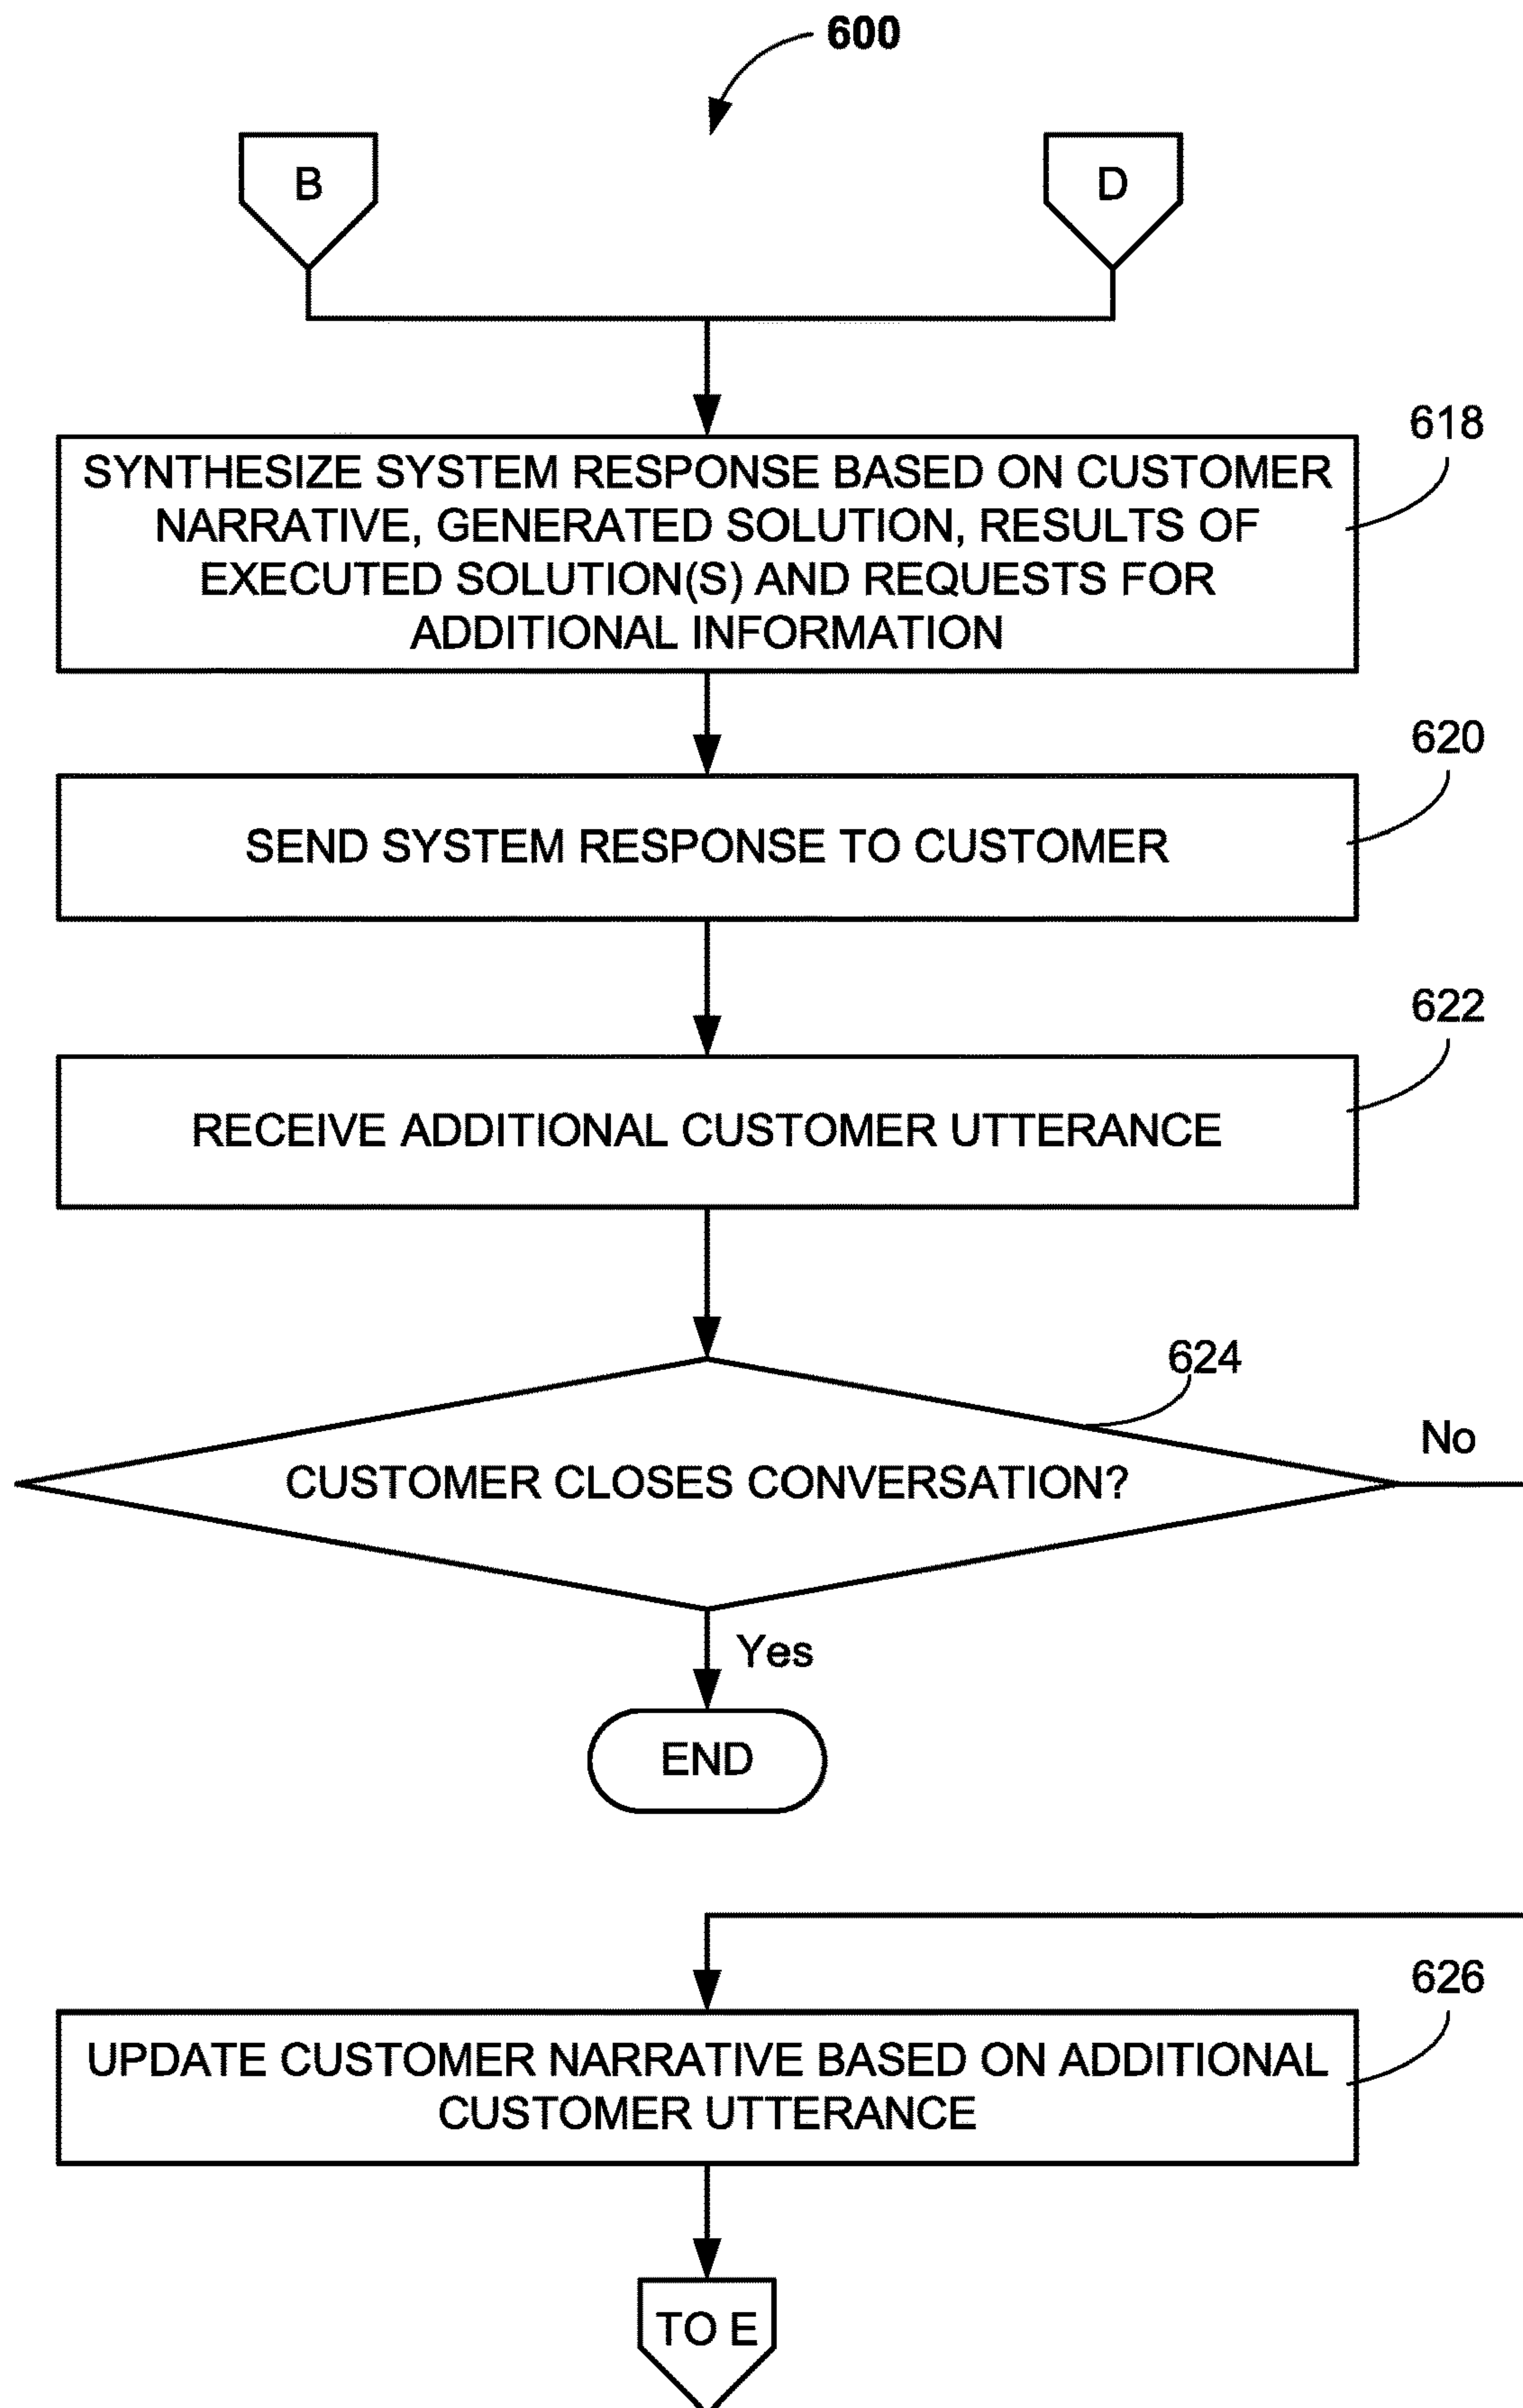 600
B
D
618
SYNTHESIZE SYSTEM RESPONSE BASED ON CUSTOMER
NARRATIVE, GENERATED SOLUTION, RESULTS OF
EXECUTED SOLUTION(S) AND REQUESTS FOR
ADDITIONAL INFORMATION
620
SEND SYSTEM RESPONSE TO CUSTOMER
622
RECEIVE ADDITIONAL CUSTOMER UTTERANCE
624
No
CUSTOMER CLOSES CONVERSATION?
Yes
END
626
UPDATE CUSTOMER NARRATIVE BASED ON ADDITIONAL
CUSTOMER UTTERANCE
TO E